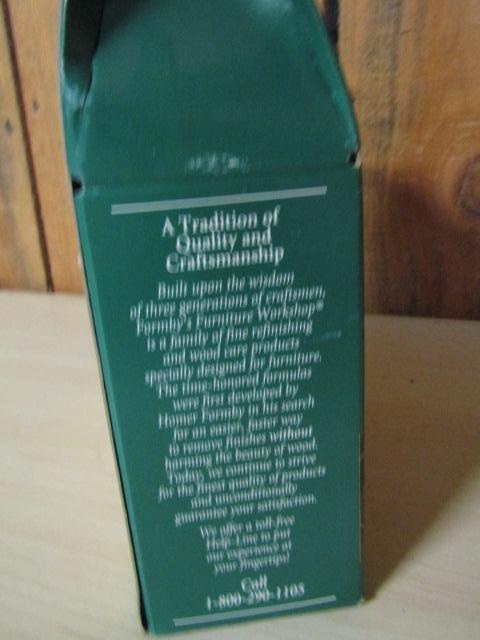 A Tradition of
Quality and
Craftsmanship
Built upon the wisdom
of three generations of craftsmen,
Formby's Furniture Workshop®
is a family of fine refinishing
and wood care products
specially designed for furniture.
The time-honored formulas
were first developed by
Homer Formby in his search
for an easier, faster way
to remove finishes without
harming the beauty of wood.
Today, we continue to strive
for the finest quality of products
and unconditionally
guarantee your satisfaction.
We offer a toll-free
Help-Line to put
our experience at
your fingertips!
Call
1-800-290-1105